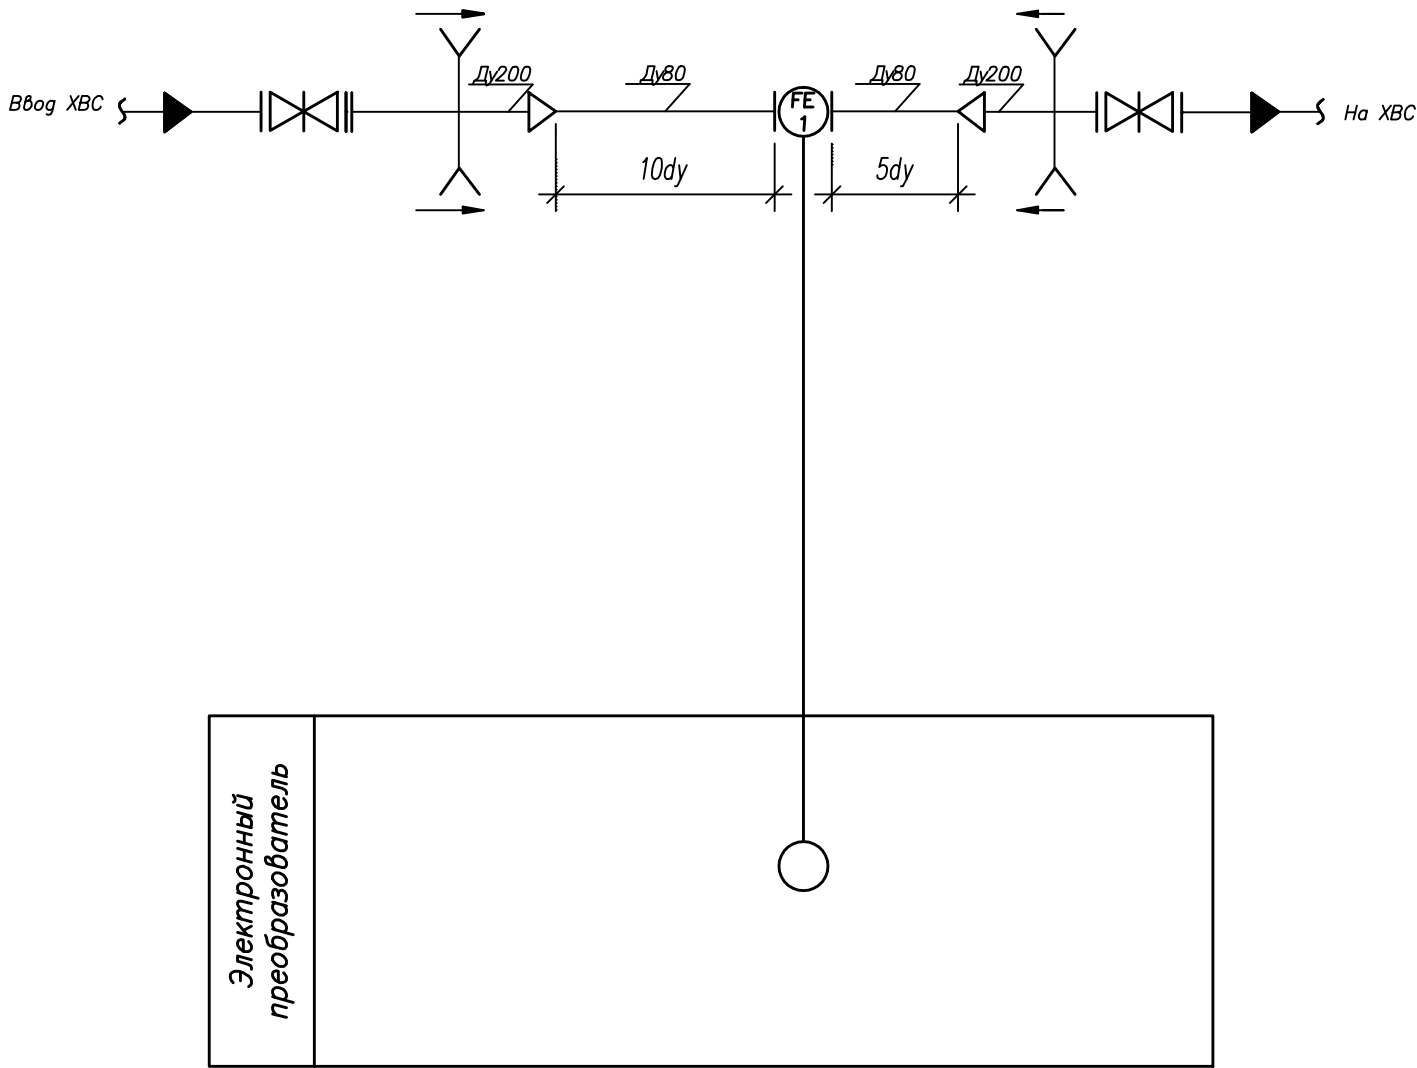 Ввод ХВС
Ду200
Ду80
FE
1
Ду80
Ду200
На ХВС
10dy
5dy
Электронный
преобразователь